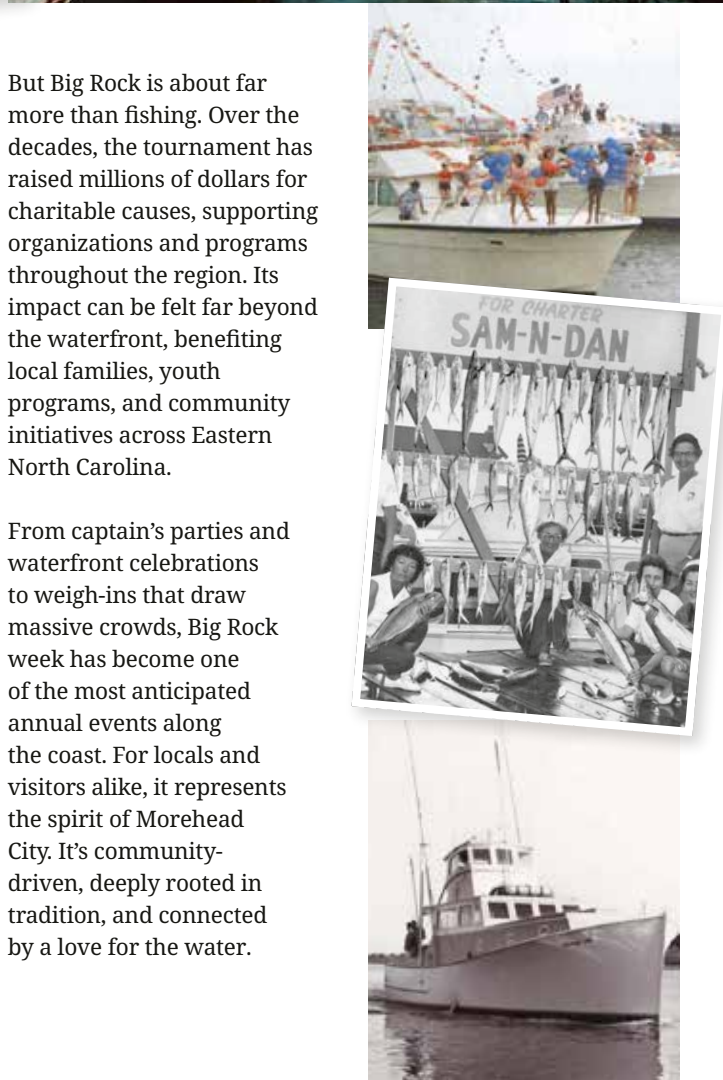 But Big Rock is about far
more than fishing. Over the
decades, the tournament has
raised millions of dollars for
charitable causes, supporting
organizations and programs
throughout the region. Its
impact can be felt far beyond
the waterfront, benefiting
local families, youth
programs, and community
initiatives across Eastern
North Carolina.
From captain’s parties and
waterfront celebrations
to weigh-ins that draw
massive crowds, Big Rock
week has become one
of the most anticipated
annual events along
the coast. For locals and
visitors alike, it represents
the spirit of Morehead
City. It’s community-
driven, deeply rooted in
tradition, and connected
by a love for the water.
FOR CHARTER
SAM-N-DAN